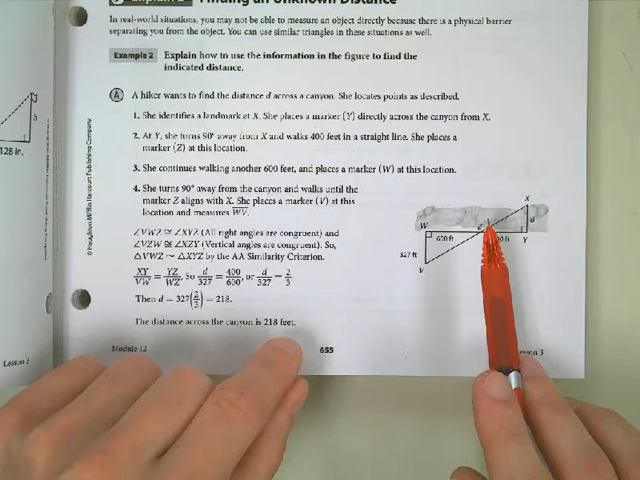 Finding an Unknown Distance
In real-world situations, you may not be able to measure an object directly because there is a physical barrier
separating you from the object. You can use similar triangles in these situations as well.
Example 2 Explain how to use the information in the figure to find the
indicated distance.
A A hiker wants to find the distance d across a canyon. She locates points as described.
1. She identifies a landmark at X. She places a marker (Y) directly across the canyon from X.
2. At Y, she turns 90° away from X and walks 400 feet in a straight line. She places a
marker (Z) at this location.
3. She continues walking another 600 feet, and places a marker (W) at this location.
4. She turns 90° away from the canyon and walks until the
marker Z aligns with X. She places a marker (V) at this
location and measures WV.
∠VWZ ≅ ∠XYZ (All right angles are congruent) and
∠VZW ≅ ∠XZY (Vertical angles are congruent). So,
△VWZ ~ △XYZ by the AA Similarity Criterion.
XY/VW = YZ/WZ, So d/327 = 400/600, or d/327 = 2/3
Then d = 327(2/3) = 218.
The distance across the canyon is 218 feet.
X
d
W
Z
600 ft
Y
327 ft
V
Module 12
655
Lesson 3
© Houghton Mifflin Harcourt Publishing Company
h
128 in.
Lesson 3